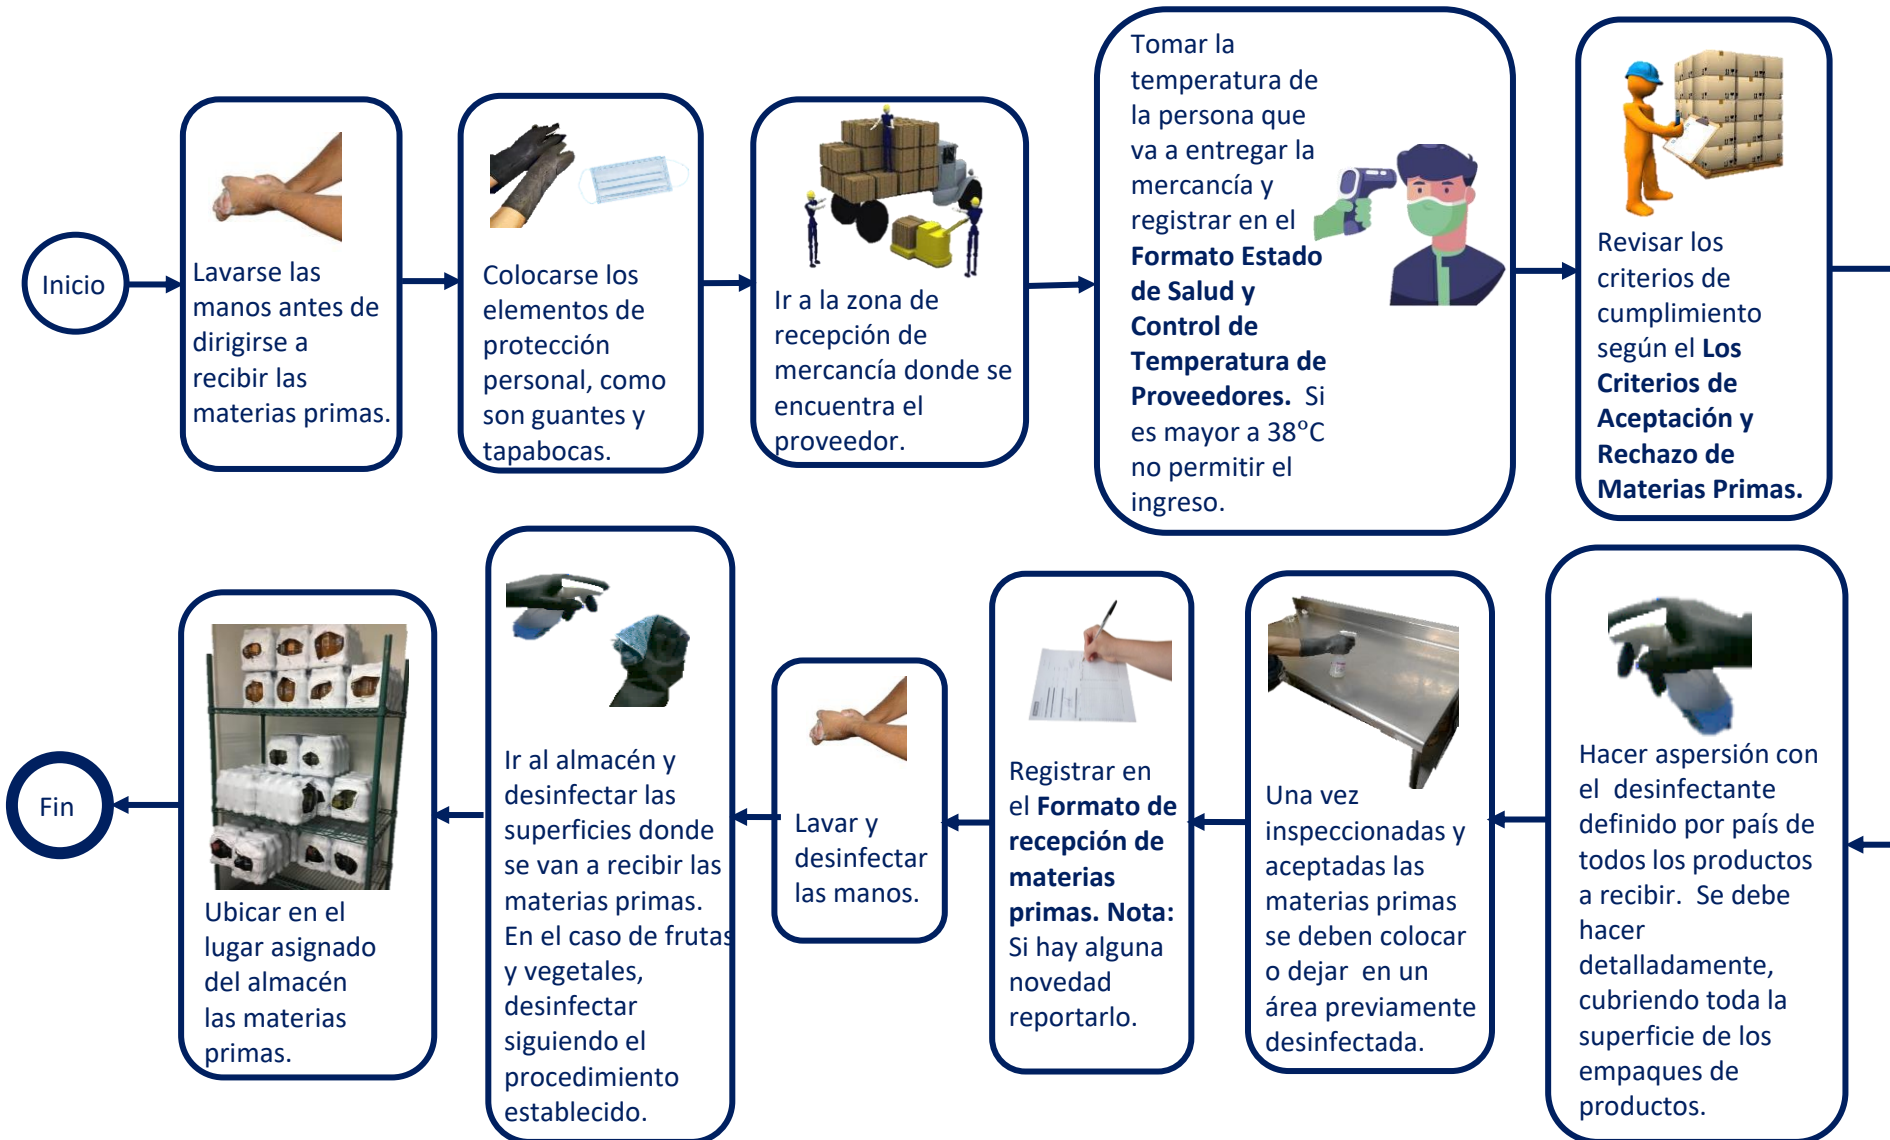 Inicio
Lavarse las
manos antes de
dirigirse a
recibir las
materias primas.
Colocarse los
elementos de
protección
personal, como
son guantes y
tapabocas.
Ir a la zona de
recepción de
mercancía donde se
encuentra el
proveedor.
Tomar la
temperatura de
la persona que
va a entregar la
mercancía y
registrar en el
Formato Estado
de Salud y
Control de
Temperatura de
Proveedores. Si
es mayor a 38°C
no permitir el
ingreso.
Revisar los
criterios de
cumplimiento
según el Los
Criterios de
Aceptación y
Rechazo de
Materias Primas.
Hacer aspersión con
el desinfectante
definido por país de
todos los productos
a recibir. Se debe
hacer
detalladamente,
cubriendo toda la
superficie de los
empaques de
productos.
Una vez
inspeccionadas y
aceptadas las
materias primas
se deben colocar
o dejar en un
área previamente
desinfectada.
Registrar en
el Formato de
recepción de
materias
primas. Nota:
Si hay alguna
novedad
reportarlo.
Lavar y
desinfectar
las manos.
Ir al almacén y
desinfectar las
superficies donde
se van a recibir las
materias primas.
En el caso de frutas
y vegetales,
desinfectar
siguiendo el
procedimiento
establecido.
Ubicar en el
lugar asignado
del almacén
las materias
primas.
Fin